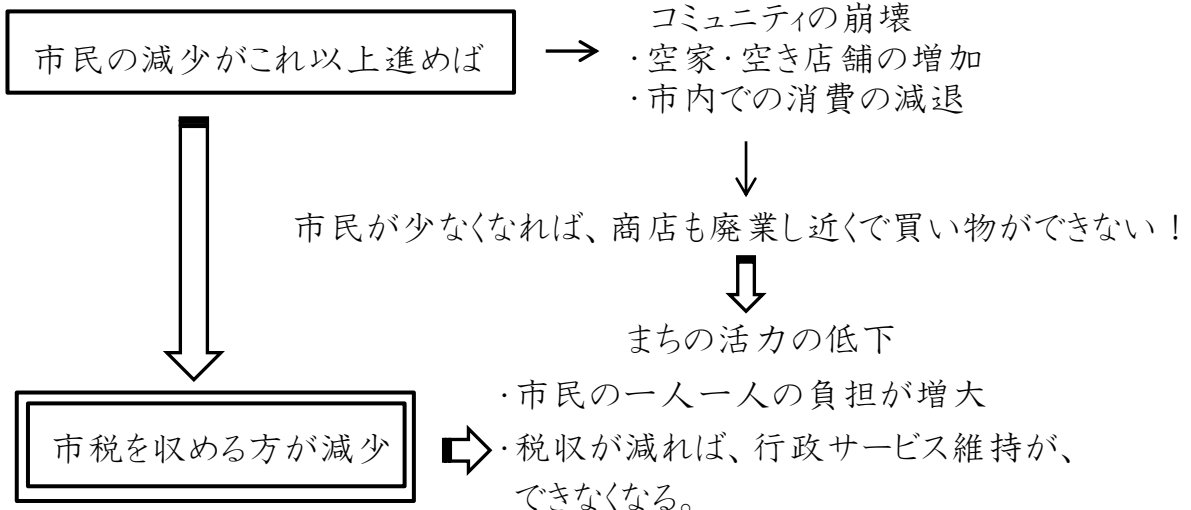 市民の減少がこれ以上進めば
コミュニティの崩壊
・空家・空き店舗の増加
・市内での消費の減退
市民が少なくなれば、商店も廃業し近くで買い物ができない！
まちの活力の低下
市税を収める方が減少
・市民の一人一人の負担が増大
・税収が減れば、行政サービス維持が、
できなくなる。